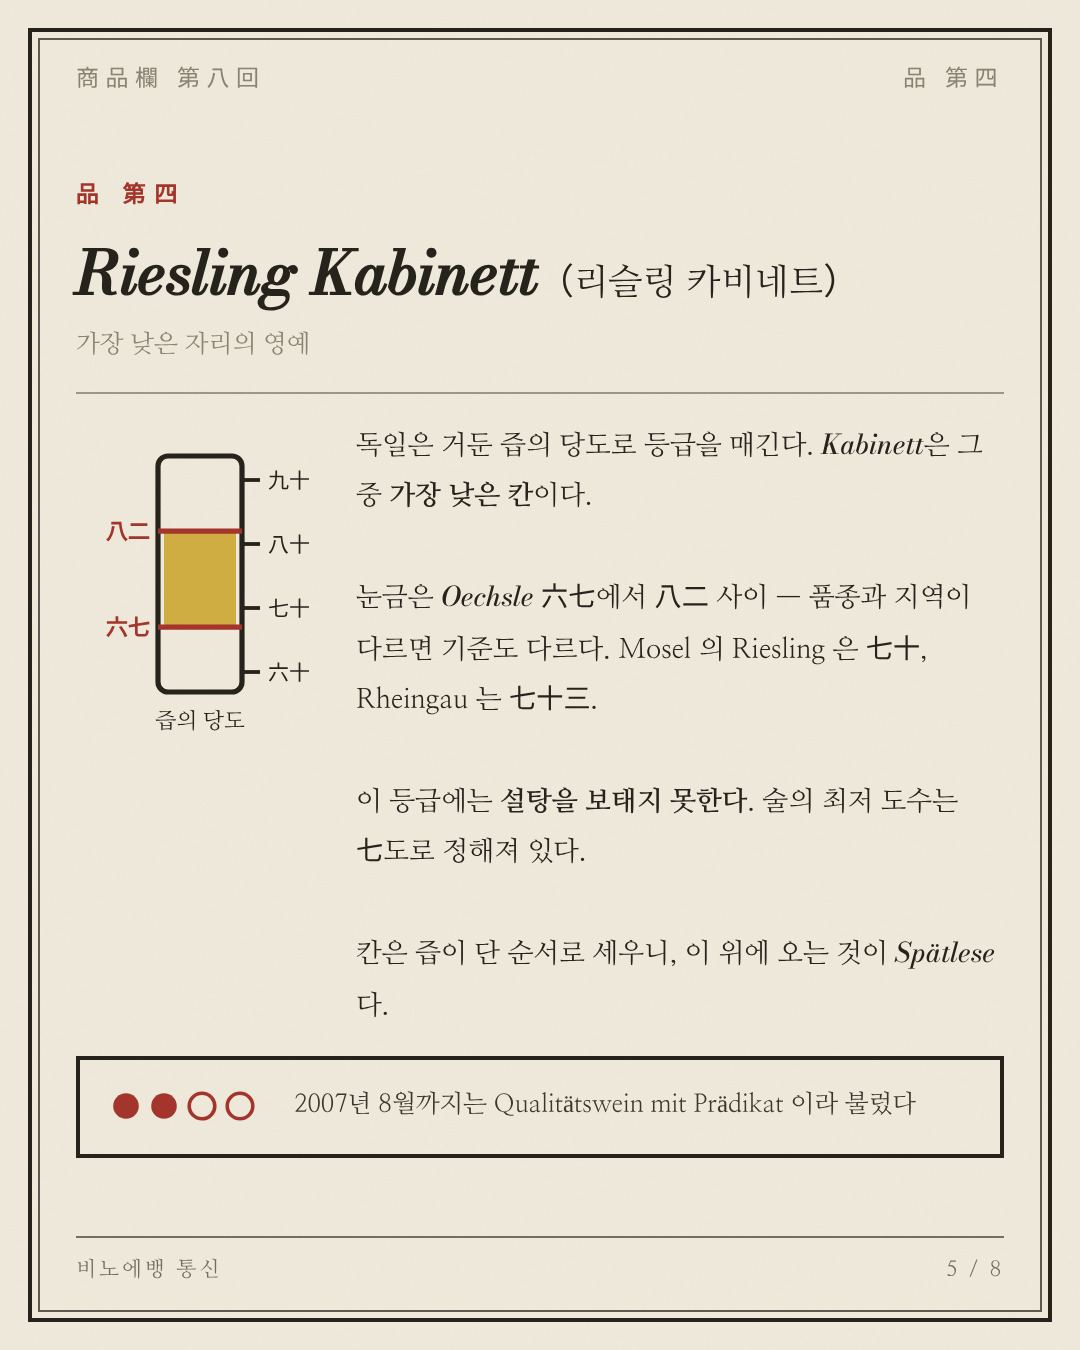 商品欄 第八回
品 第四
品 第四
Riesling Kabinett (리슬링 카비네트)
가장 낮은 자리의 영예
九十
八二
八十
七十
六七
六十
즙의 당도
독일은 거둔 즙의 당도로 등급을 매긴다. Kabinett은 그
중 가장 낮은 칸이다.
눈금은 Oechsle 六七에서 八二 사이 — 품종과 지역이
다르면 기준도 다르다. Mosel 의 Riesling 은 七十,
Rheingau 는 七十三.
이 등급에는 설탕을 보태지 못한다. 술의 최저 도수는
七도로 정해져 있다.
칸은 즙이 단 순서로 세우니, 이 위에 오는 것이 Spätlese
다.
2007년 8월까지는 Qualitätswein mit Prädikat 이라 불렀다
비노에뱅 통신
5 / 8